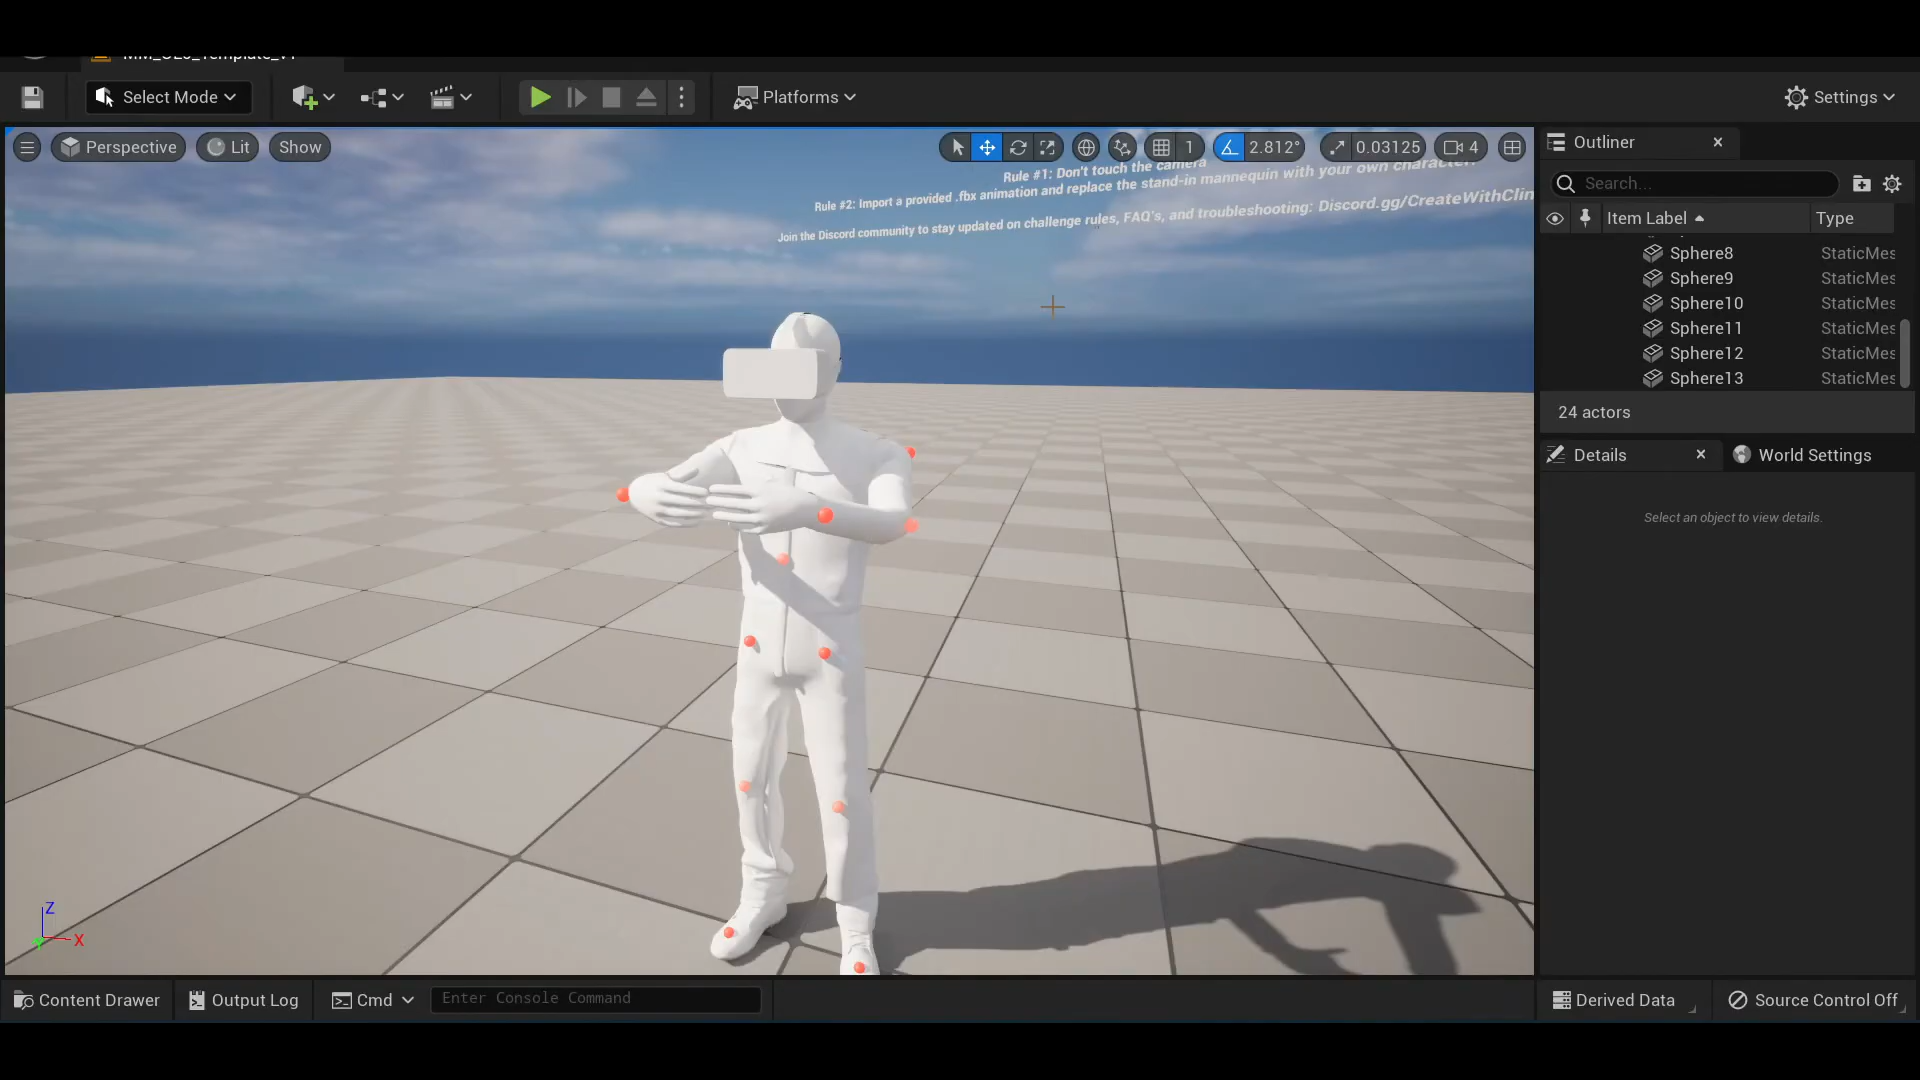 Select Mode
Platforms
Settings
Perspective
Lit
Show
1
2.812°
0.03125
4
Rule #1: Don't touch the camera
Rule #2: Import a provided .fbx animation and replace the stand-in mannequin with your own character.
Join the Discord community to stay updated on challenge rules, FAQ's, and troubleshooting: Discord.gg/CreateWithClin
Z
X
Outliner
Search...
Item Label
Type
Sphere8 StaticMes
Sphere9 StaticMes
Sphere10 StaticMes
Sphere11 StaticMes
Sphere12 StaticMes
Sphere13 StaticMes
24 actors
Details
World Settings
Select an object to view details.
Content Drawer
Output Log
Cmd
Enter Console Command
Derived Data
Source Control Off